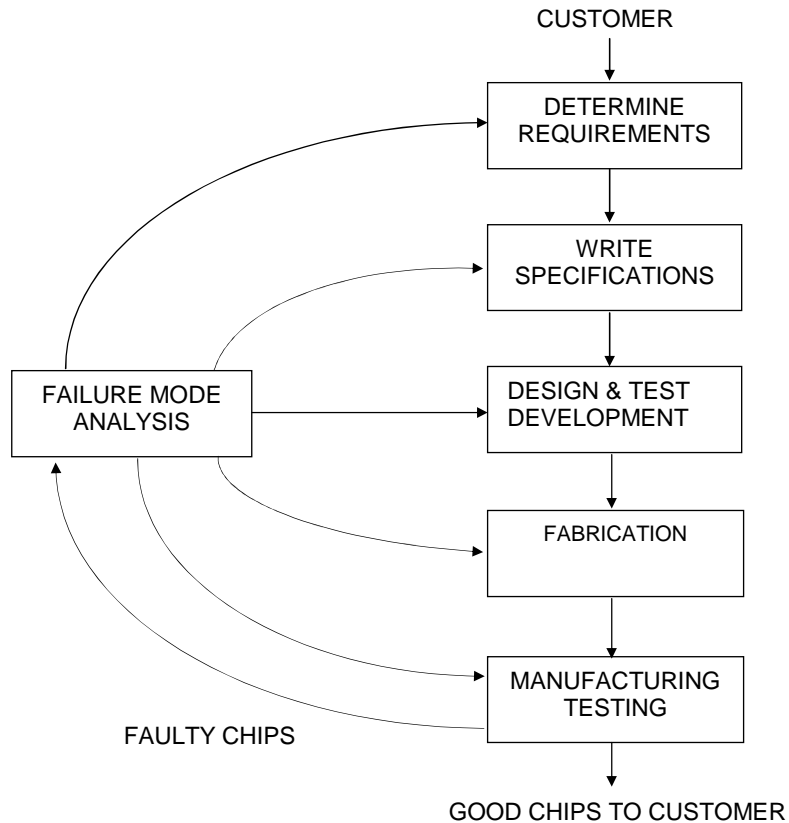 CUSTOMER
DETERMINE
REQUIREMENTS
WRITE
SPECIFICATIONS
FAILURE MODE
ANALYSIS
DESIGN & TEST
DEVELOPMENT
FABRICATION
MANUFACTURING
TESTING
FAULTY CHIPS
GOOD CHIPS TO CUSTOMER